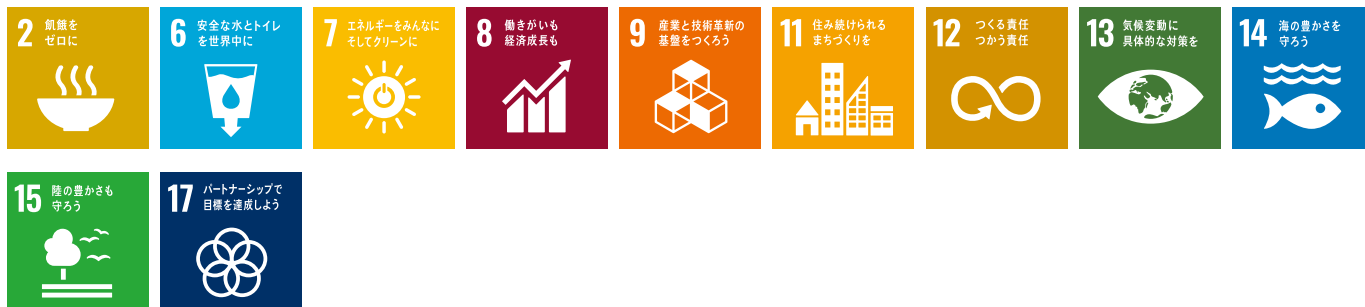 2 飢餓を
ゼロに
6 安全な水とトイレ
を世界中に
7 エネルギーをみんなに
そしてクリーンに
8 働きがいも
経済成長も
9 産業と技術革新の
基盤をつくろう
11 住み続けられる
まちづくりを
12 つくる責任
つかう責任
13 気候変動に
具体的な対策を
14 海の豊かさを
守ろう
15 陸の豊かさも
守ろう
17 パートナーシップで
目標を達成しよう